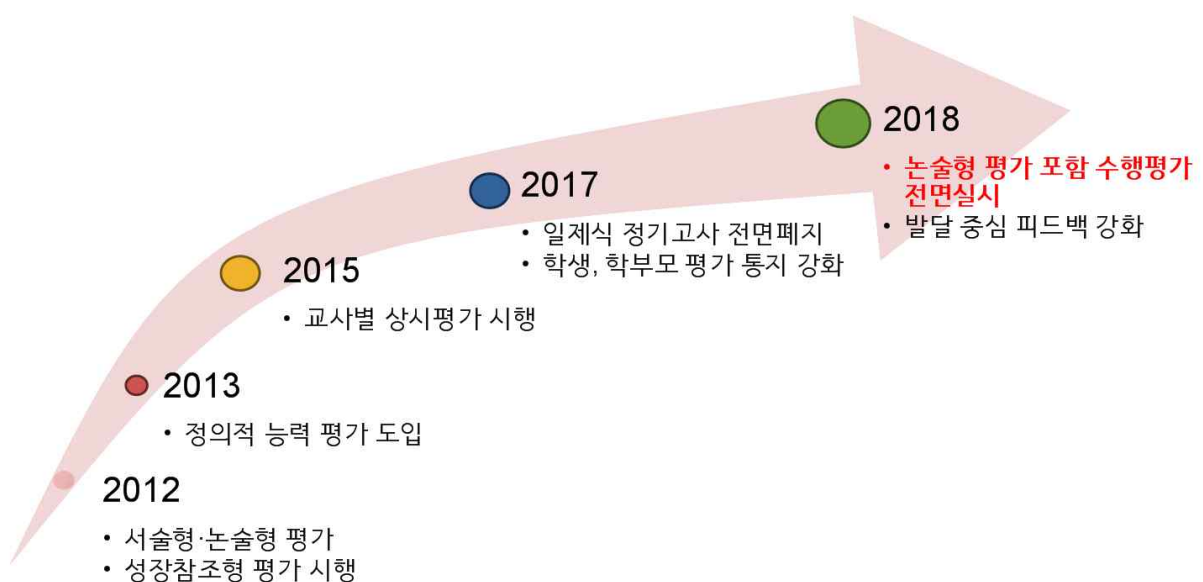 2018
• 논술형 평가 포함 수행평가
전면실시
• 발달 중심 피드백 강화
2017
• 일제식 정기고사 전면폐지
• 학생, 학부모 평가 통지 강화
2015
• 교사별 상시평가 시행
2013
• 정의적 능력 평가 도입
2012
• 서술형·논술형 평가
• 성장참조형 평가 시행